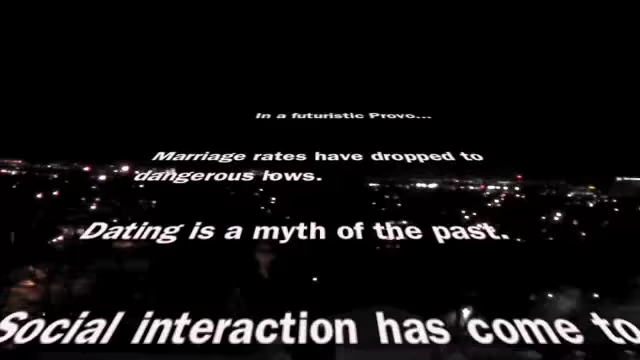 In a futuristic Provo...
Marriage rates have dropped to
dangerous lows.
Dating is a myth of the past.
Social interaction has come to